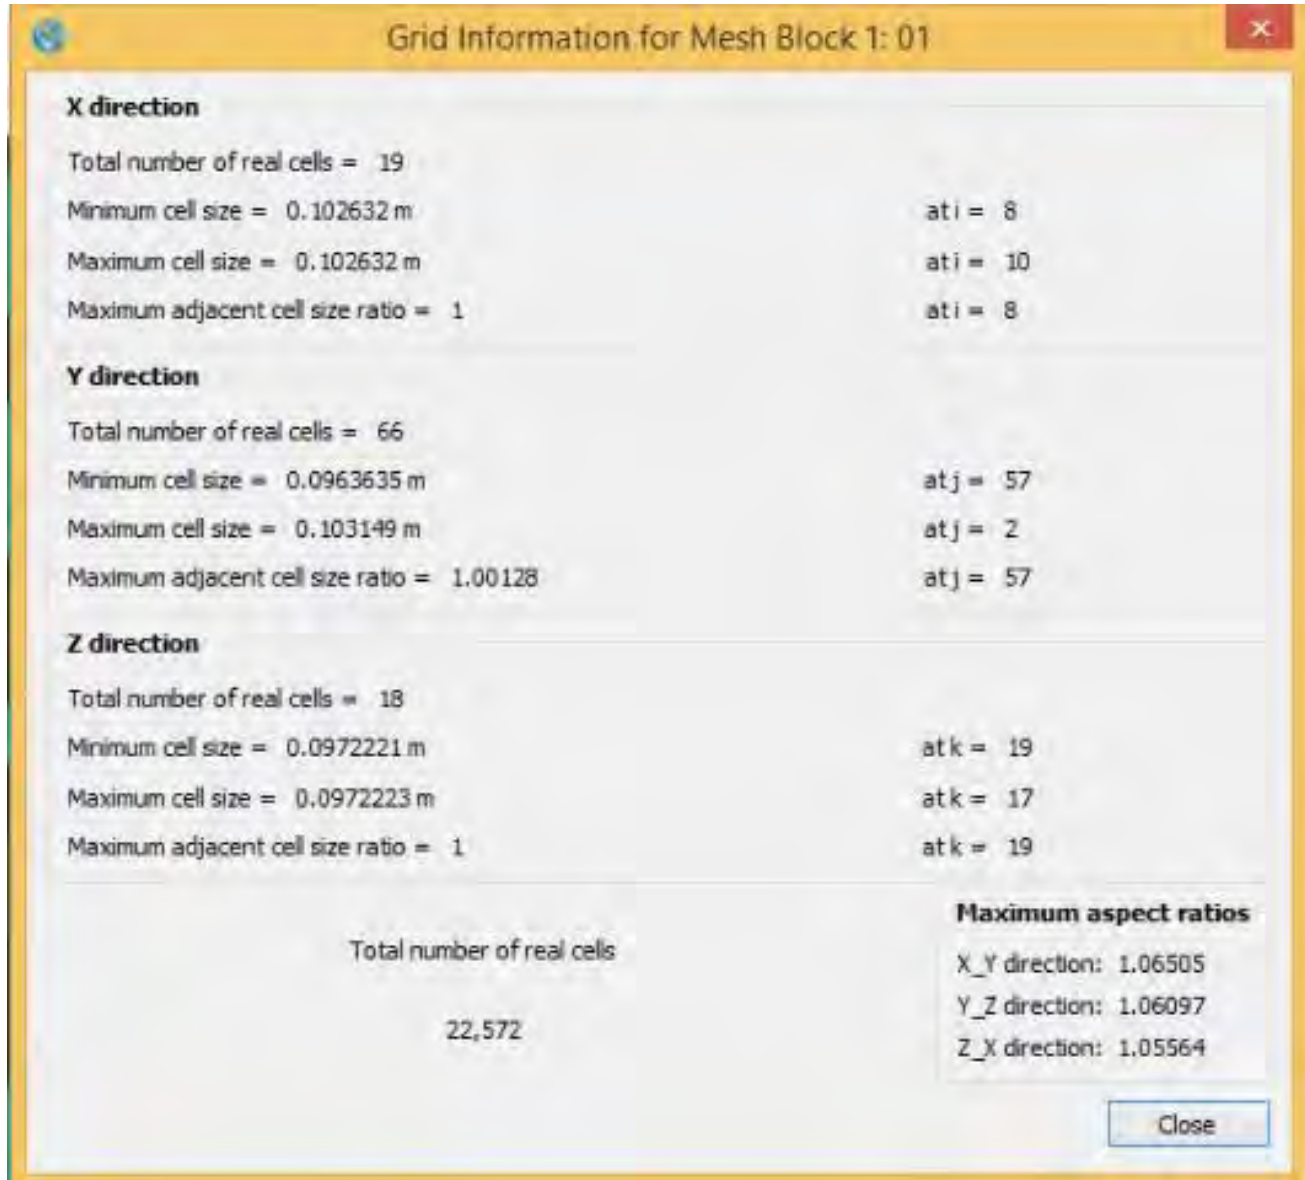 Grid Information for Mesh Block 1: 01
X direction
Total number of real cells = 19
Minimum cell size = 0.102632 m at i = 8
Maximum cell size = 0.102632 m at i = 10
Maximum adjacent cell size ratio = 1 at i = 8
Y direction
Total number of real cells = 66
Minimum cell size = 0.0963635 m at j = 57
Maximum cell size = 0.103149 m at j = 2
Maximum adjacent cell size ratio = 1.00128 at j = 57
Z direction
Total number of real cells = 18
Minimum cell size = 0.0972221 m at k = 19
Maximum cell size = 0.0972223 m at k = 17
Maximum adjacent cell size ratio = 1 at k = 19
Maximum aspect ratios
Total number of real cells
X_Y direction: 1.06505
Y_Z direction: 1.06097
22,572
Z_X direction: 1.05564
Close